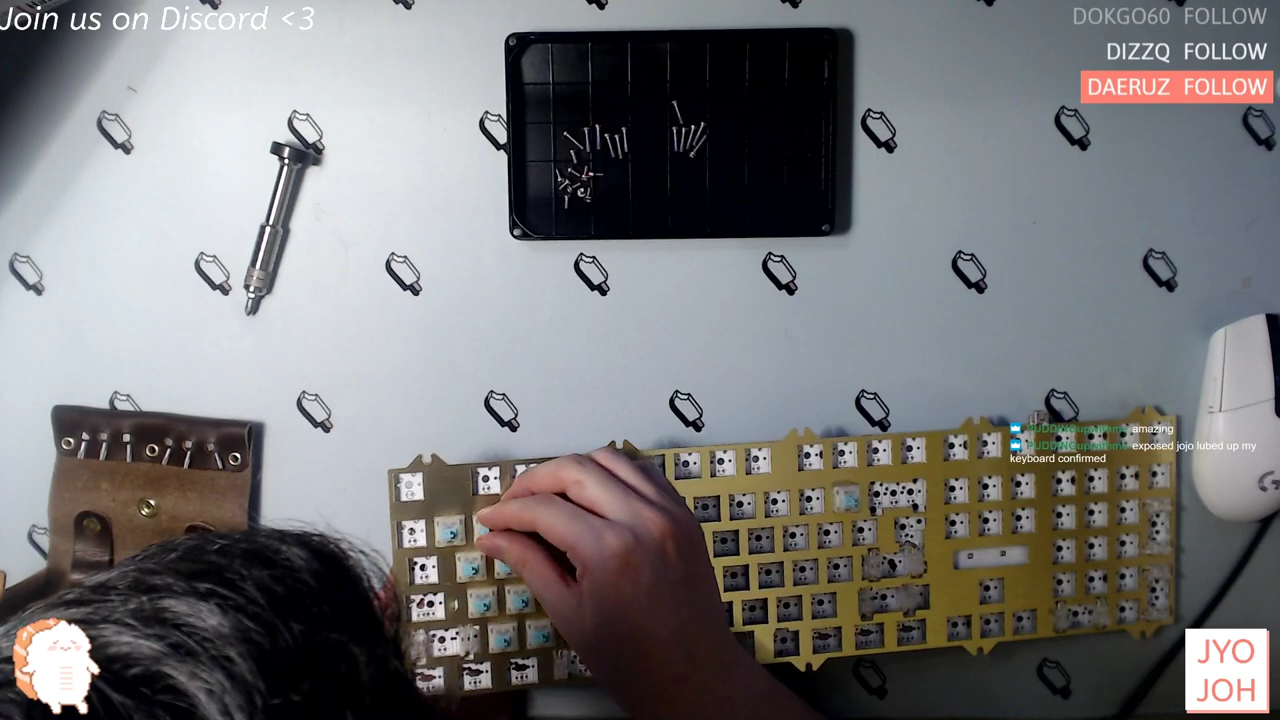 Join us on Discord <3
DOKGO60 FOLLOW
DIZZQ FOLLOW
DAERUZ FOLLOW
amazing
exposed jojo lubed up my
keyboard confirmed
JYO
JOH